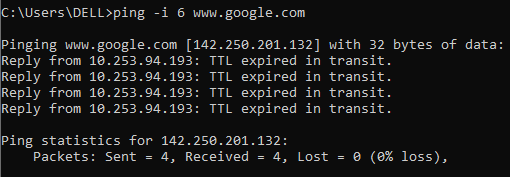 C:\Users\DELL>ping -i 6 www.google.com
Pinging www.google.com [142.250.201.132] with 32 bytes of data:
Reply from 10.253.94.193: TTL expired in transit.
Reply from 10.253.94.193: TTL expired in transit.
Reply from 10.253.94.193: TTL expired in transit.
Reply from 10.253.94.193: TTL expired in transit.
Ping statistics for 142.250.201.132:
Packets: Sent = 4, Received = 4, Lost = 0 (0% loss),